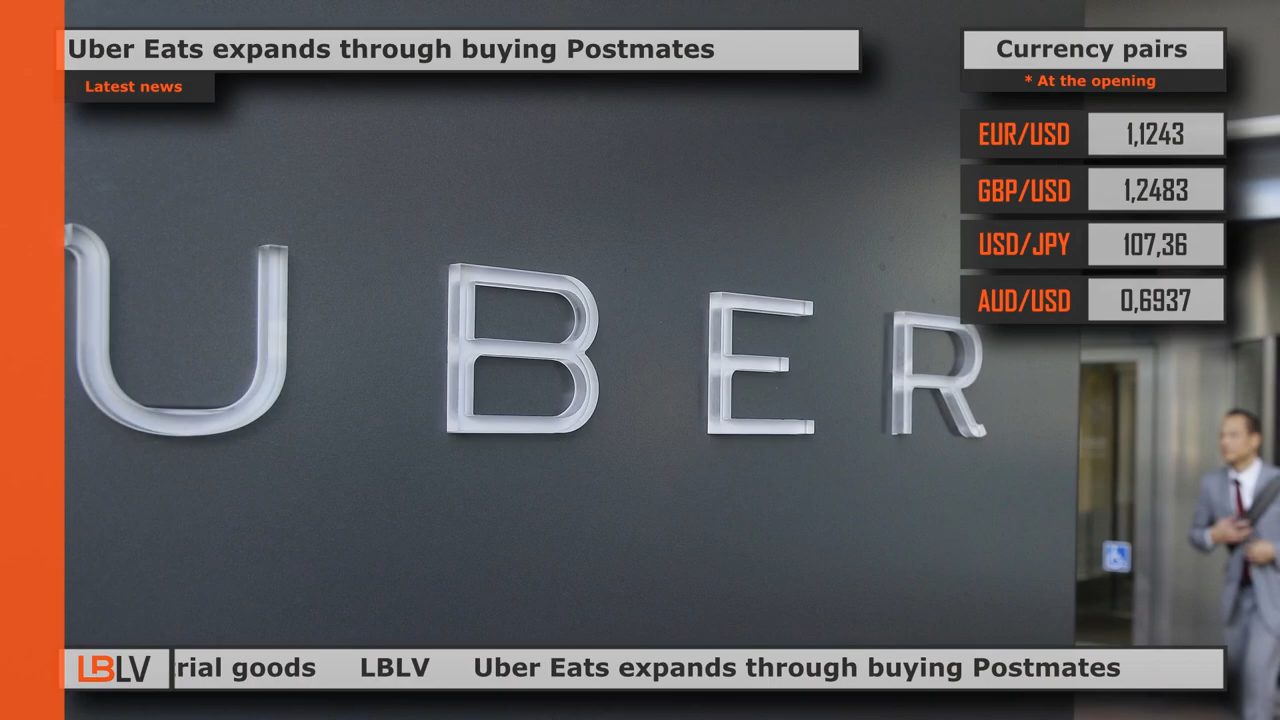 Uber Eats expands through buying Postmates
Latest news
Currency pairs
* At the opening
EUR/USD 1,1243
GBP/USD 1,2483
USD/JPY 107,36
AUD/USD 0,6937
UBER
LBLV rial goods LBLV Uber Eats expands through buying Postmates